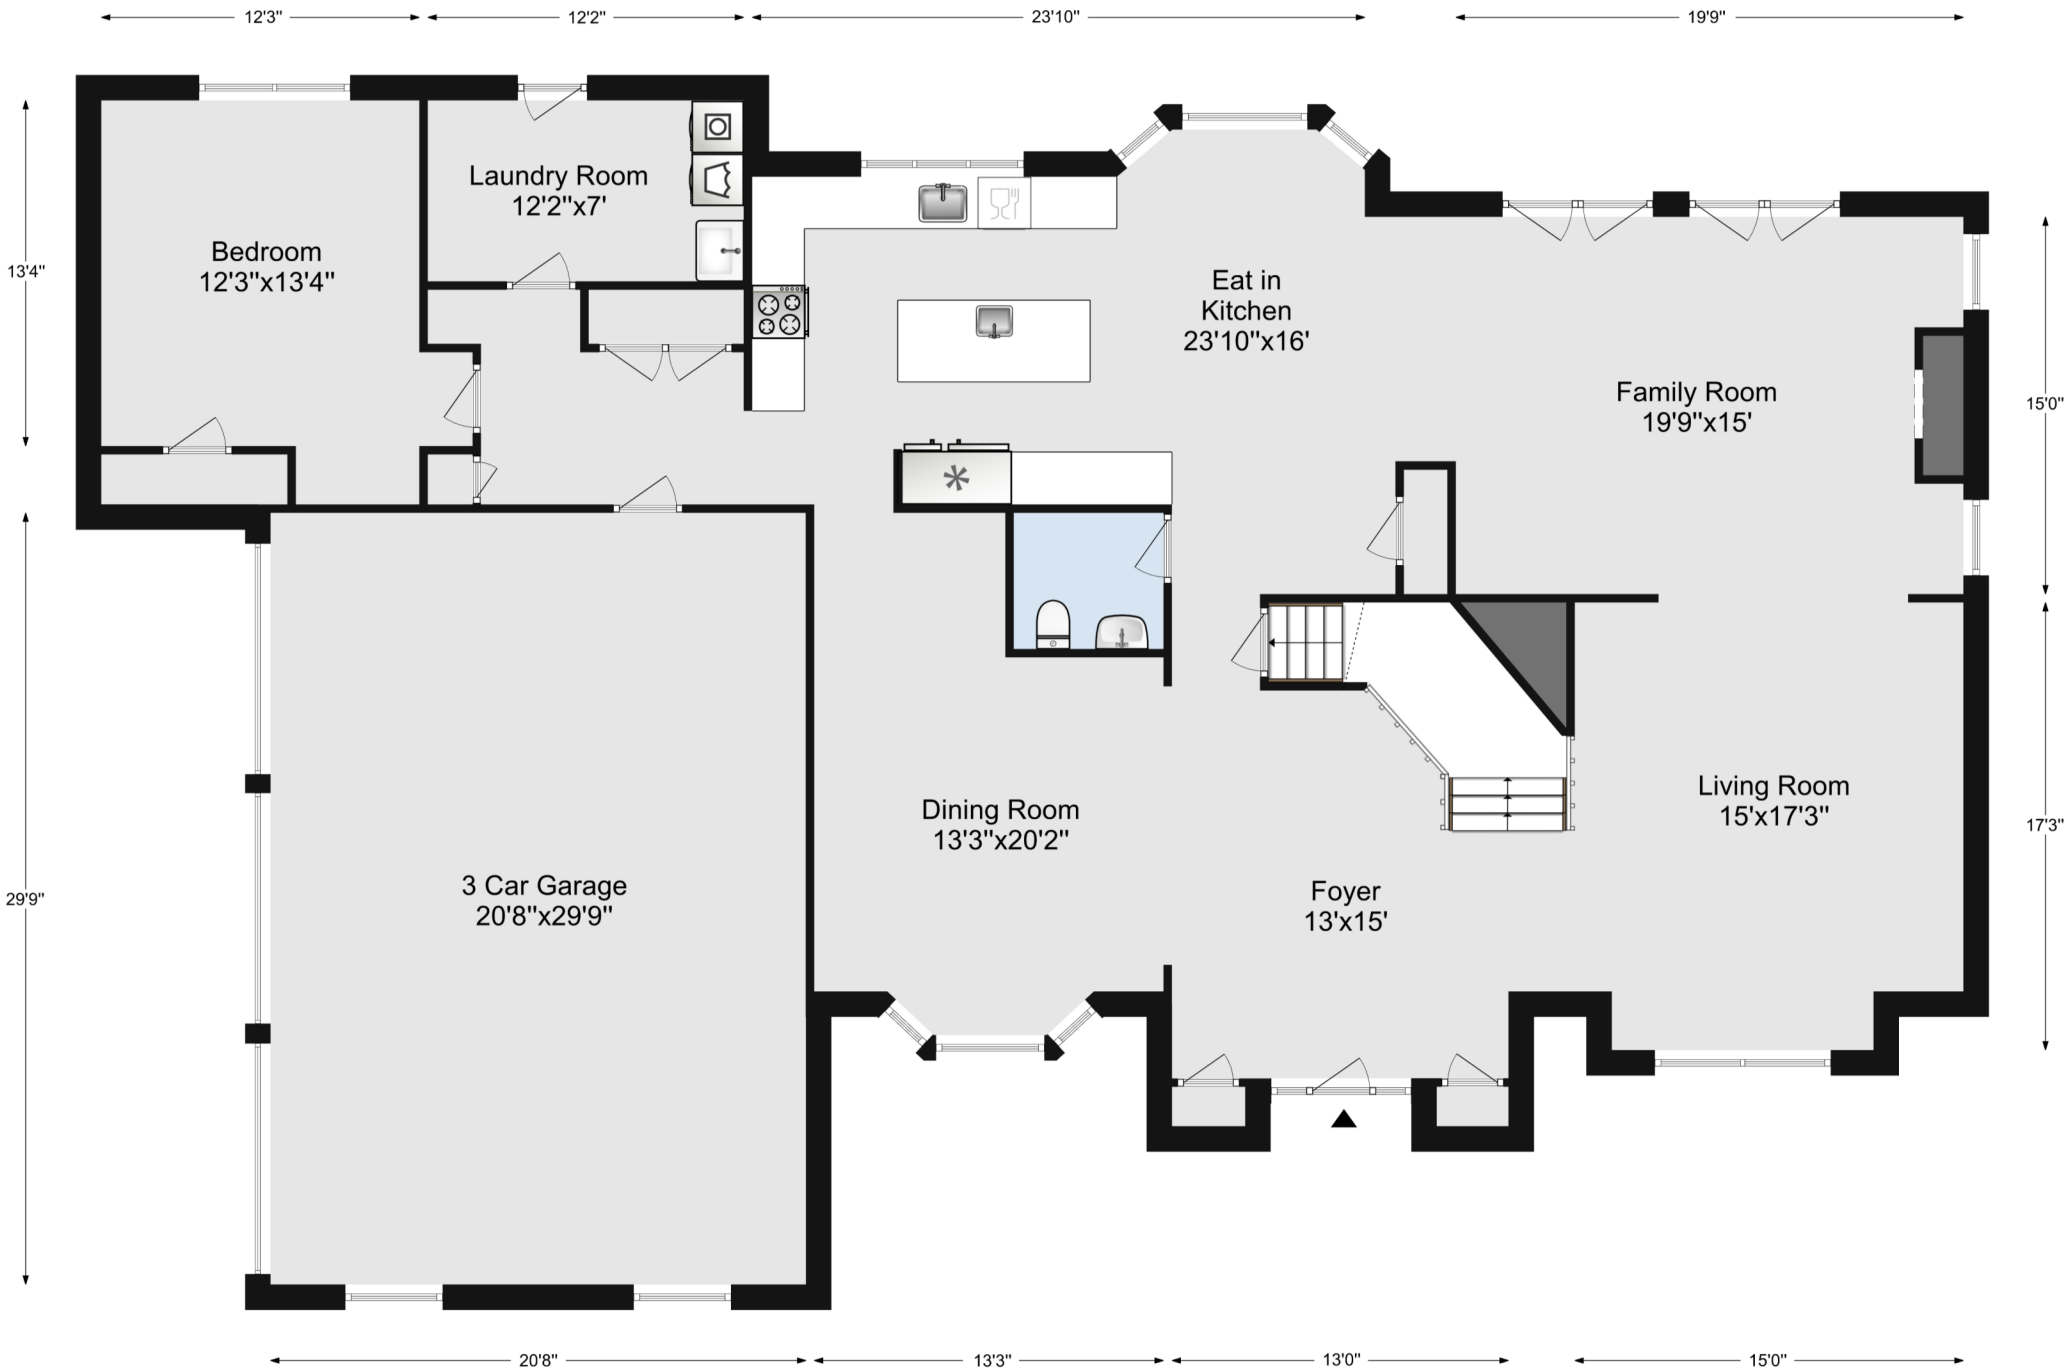 12'3"
12'2"
23'10"
19'9"
Laundry Room
12'2"x7'
Bedroom
12'3"x13'4"
13'4"
Eat in
Kitchen
23'10"x16'
Family Room
19'9"x15'
15'0"
Living Room
15'x17'3"
Dining Room
13'3"x20'2"
17'3"
3 Car Garage
20'8"x29'9"
29'9"
Foyer
13'x15'
20'8"
13'3"
13'0"
15'0"